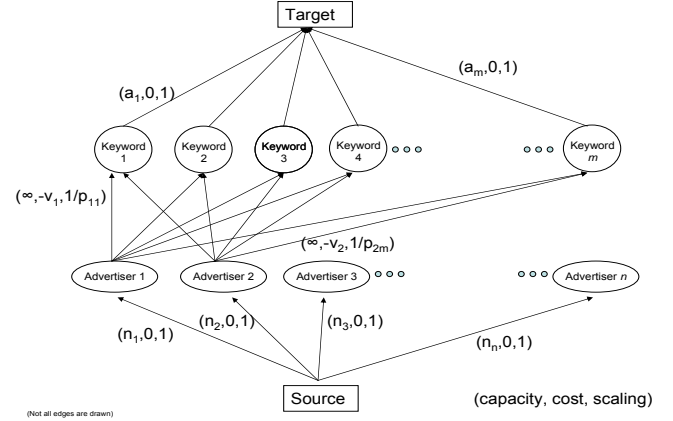 Target
(a1,0,1)
(am,0,1)
Keyword 1
Keyword 2
Keyword 3
Keyword 4
Keyword m
(∞,-v1,1/p11)
(∞,-v2,1/p2m)
Advertiser 1
Advertiser 2
Advertiser 3
Advertiser n
(n1,0,1)
(n2,0,1)
(n3,0,1)
(nn,0,1)
Source
(capacity, cost, scaling)
(Not all edges are drawn)